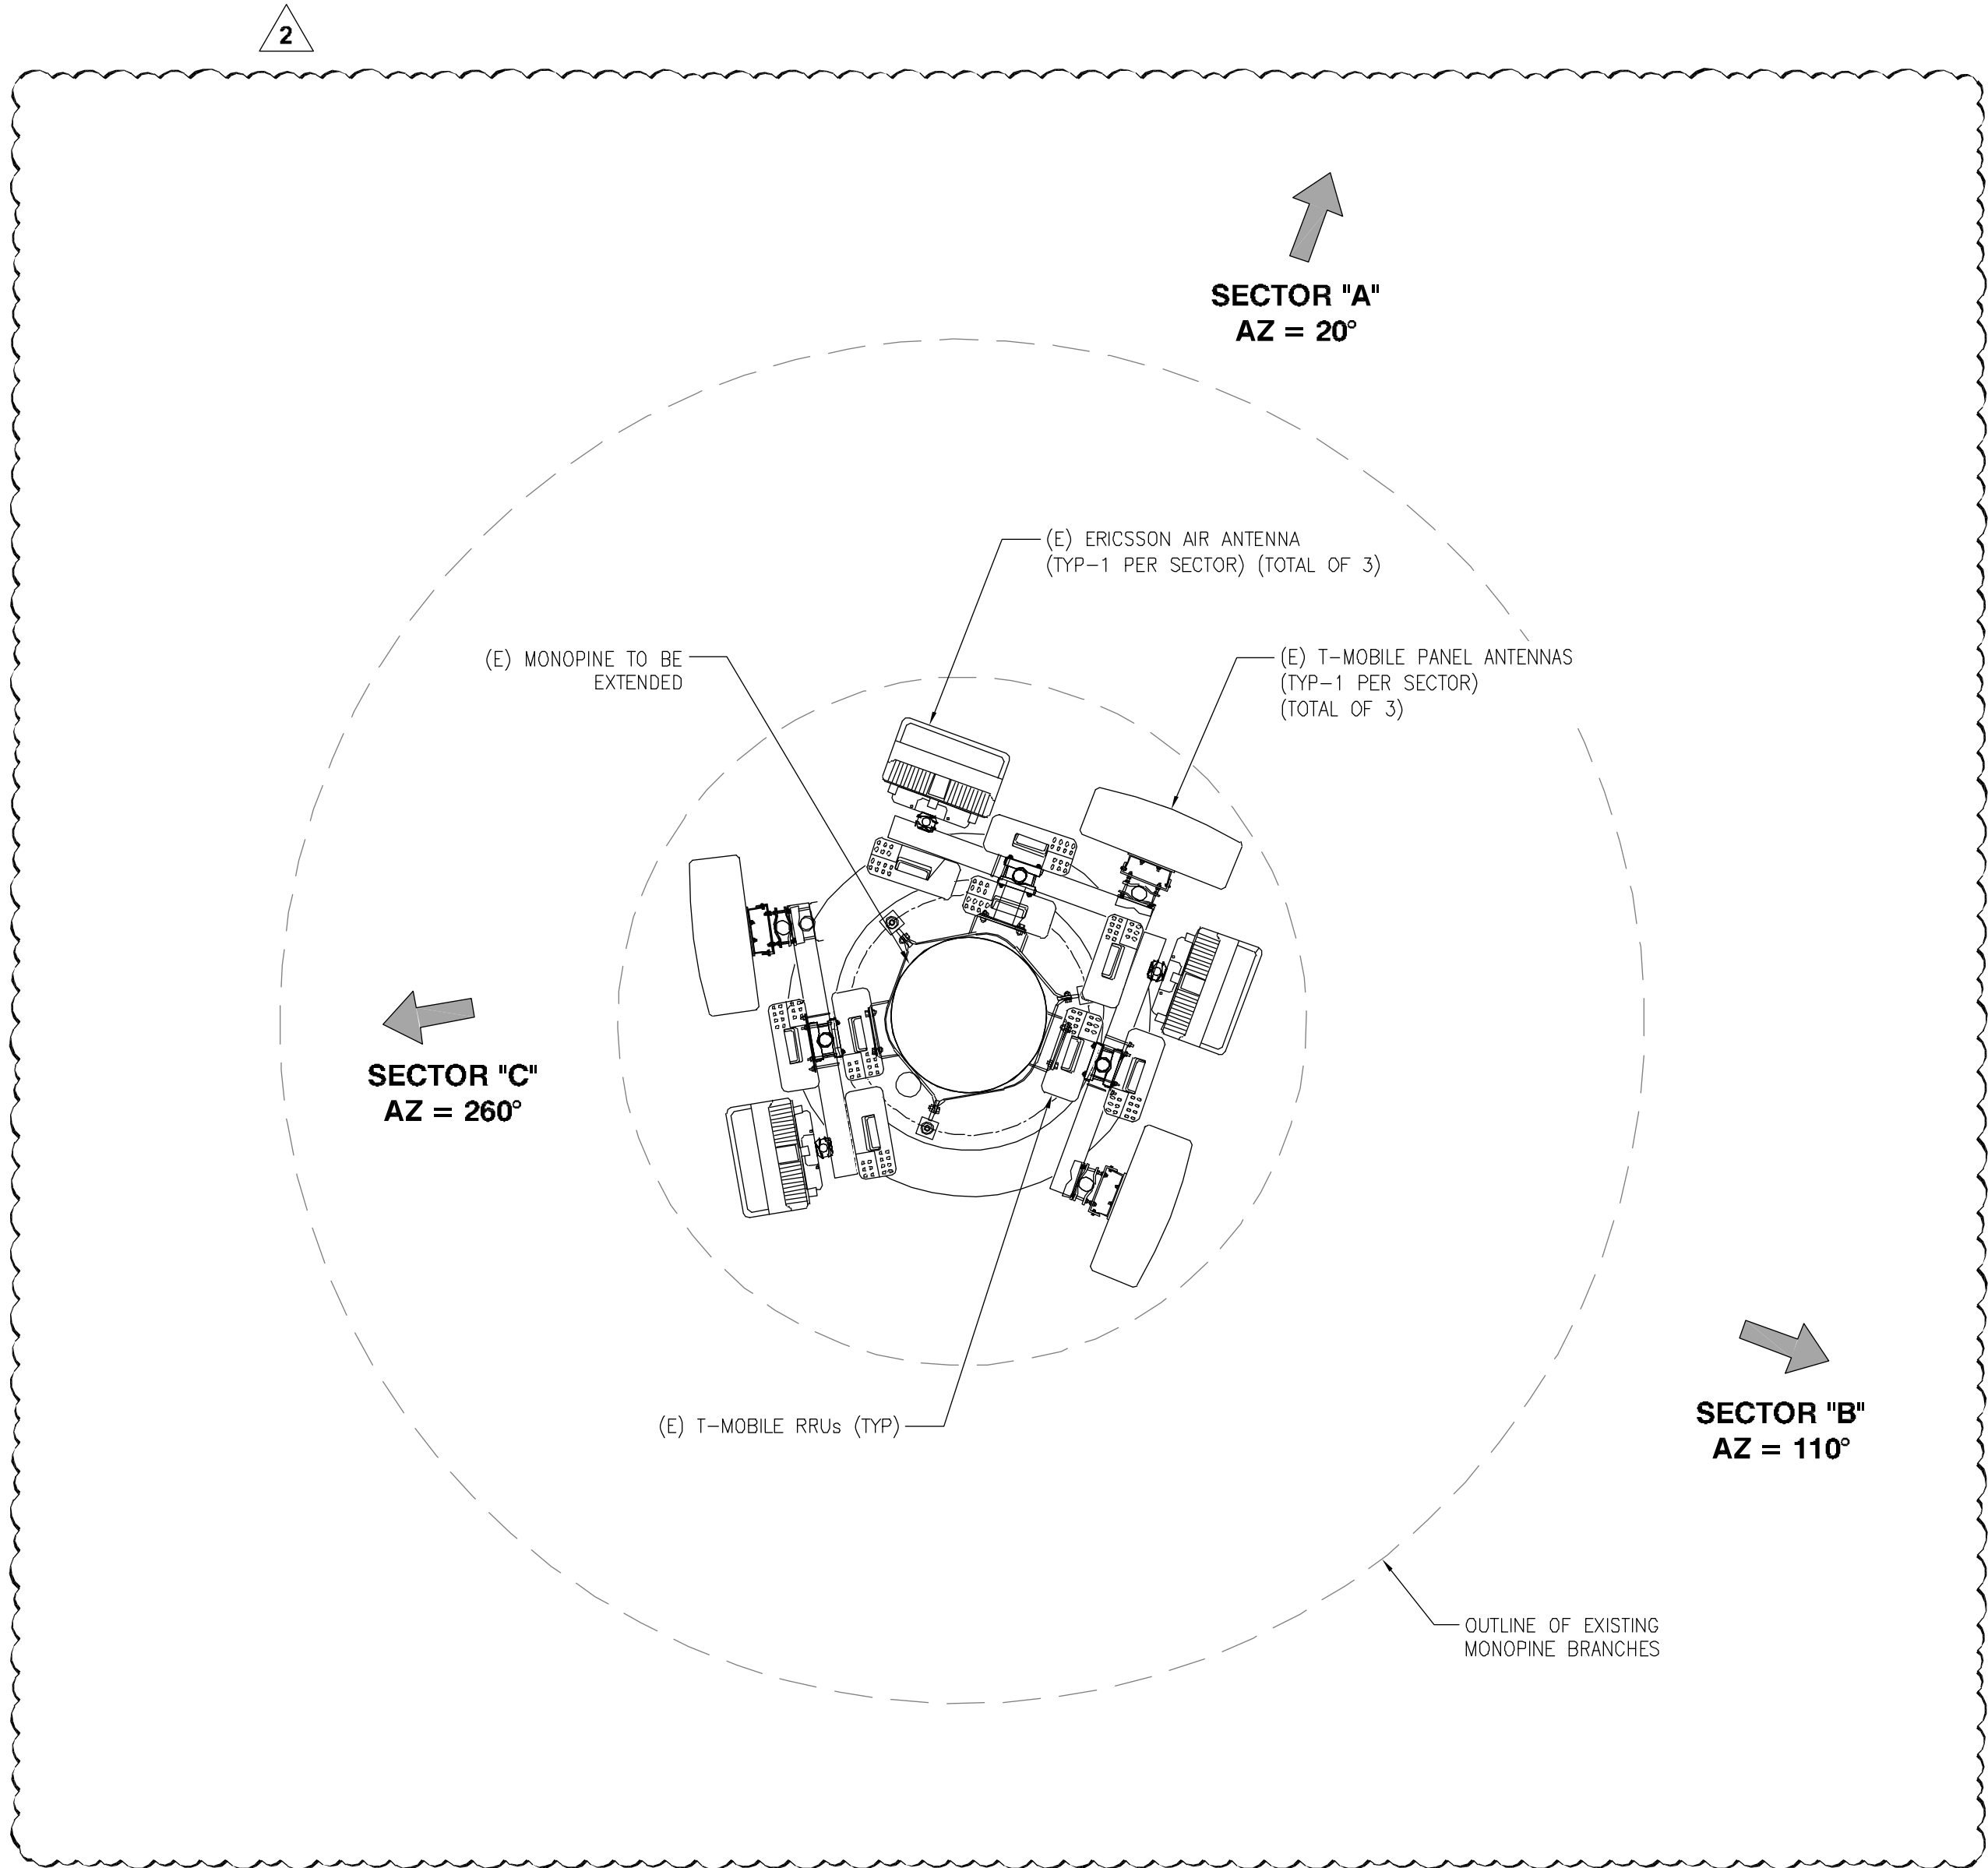 2
SECTOR "A"
AZ = 20°
(E) ERICSSON AIR ANTENNA
(TYP-1 PER SECTOR) (TOTAL OF 3)
(E) MONOPINE TO BE
EXTENDED
(E) T-MOBILE PANEL ANTENNAS
(TYP-1 PER SECTOR)
(TOTAL OF 3)
SECTOR "C"
AZ = 260°
SECTOR "B"
AZ = 110°
(E) T-MOBILE RRUs (TYP)
OUTLINE OF EXISTING
MONOPINE BRANCHES